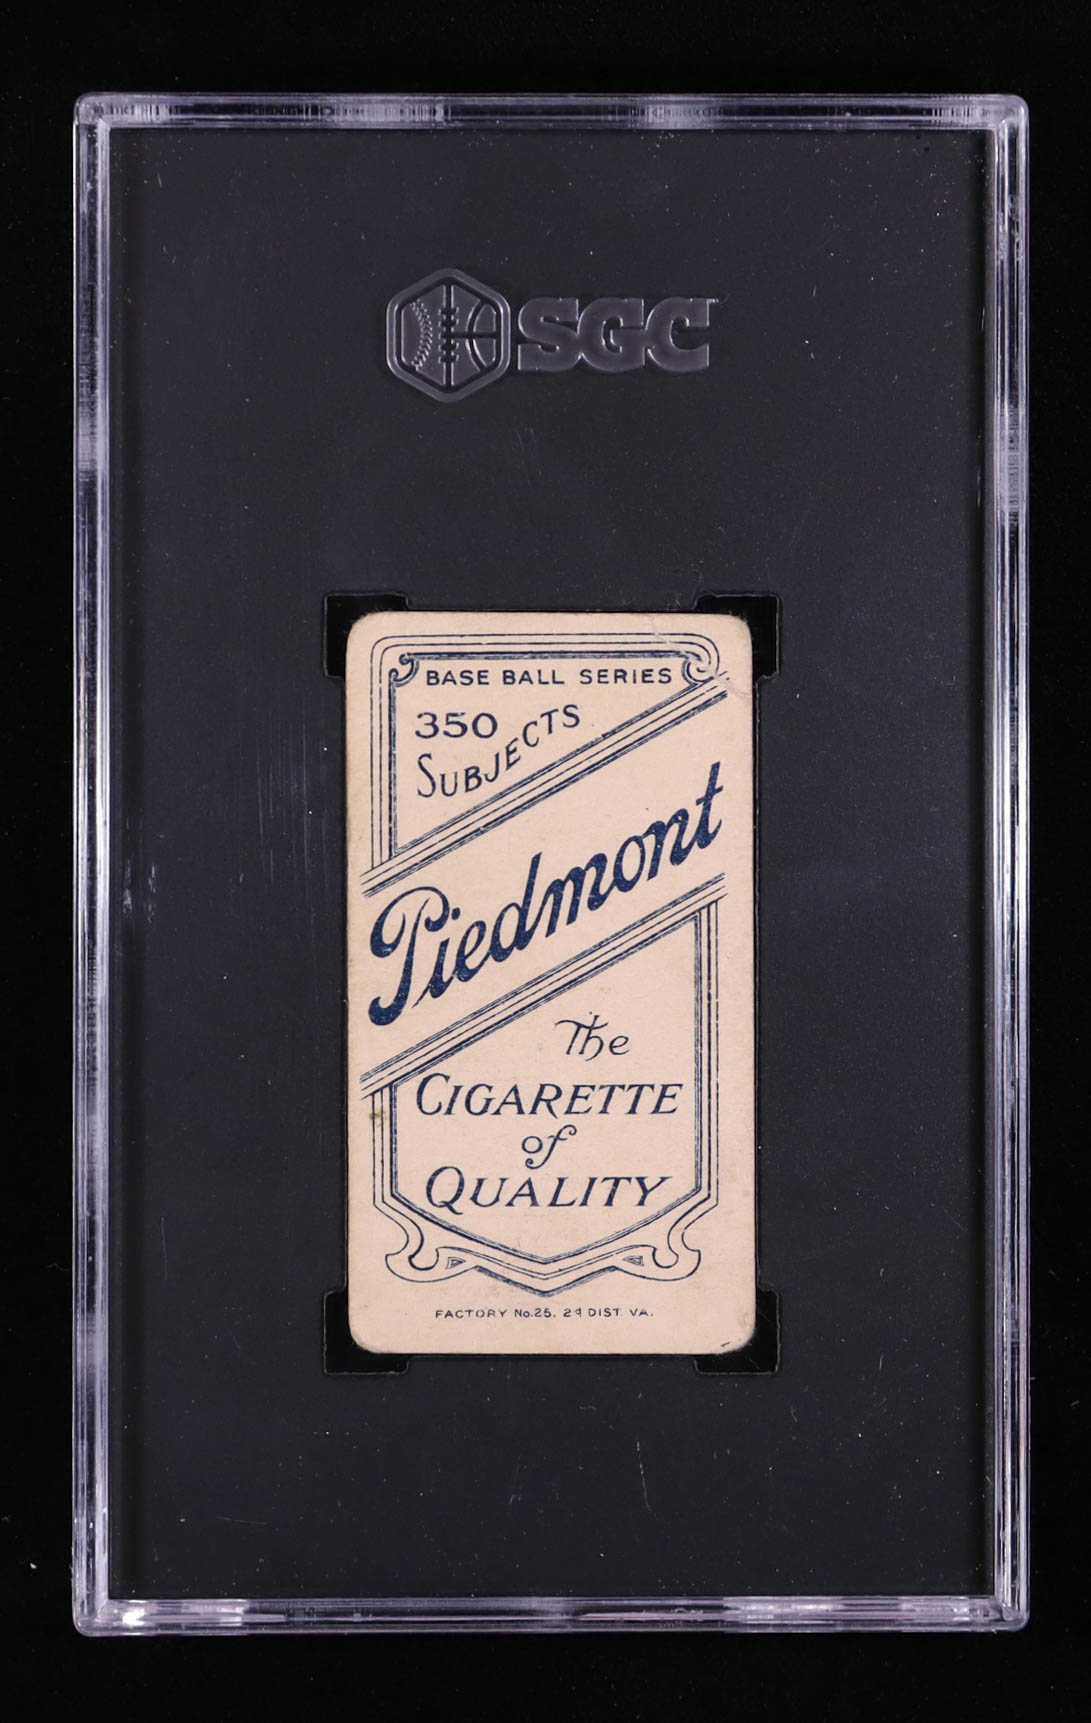 SGC
BASE BALL SERIES
350
SUBJECTS
Piedmont
The
CIGARETTE
of
QUALITY
FACTORY No.25. 2d DIST. VA.